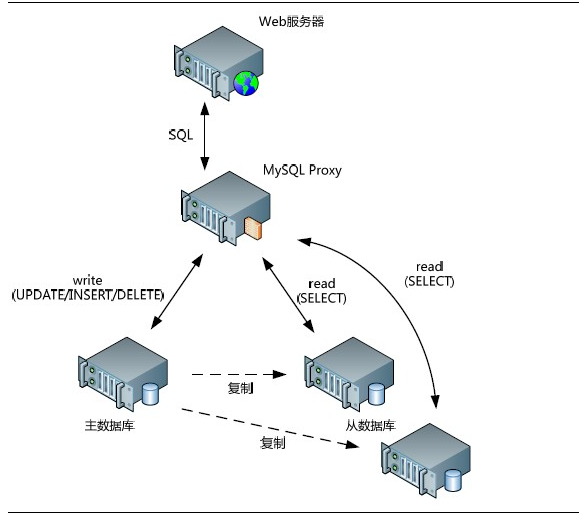 Web服务器
SQL
MySQL Proxy
write
(UPDATE/INSERT/DELETE)
read
(SELECT)
read
(SELECT)
复制
主数据库
从数据库
复制